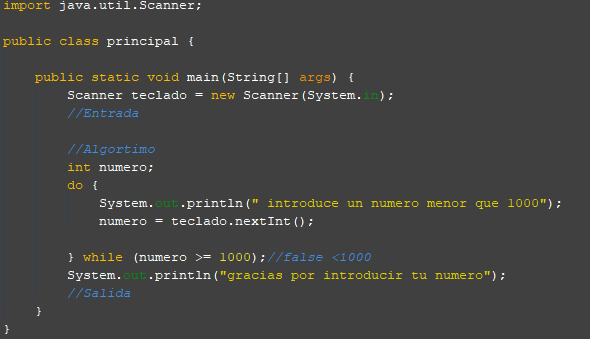 import java.util.Scanner;
public class principal {
public static void main(String[] args) {
Scanner teclado = new Scanner(System.in);
//Entrada
//Algortimo
int numero;
do {
System.out.println(" introduce un numero menor que 1000");
numero = teclado.nextInt();
} while (numero >= 1000);//false <1000
System.out.println("gracias por introducir tu numero");
//Salida
}
}